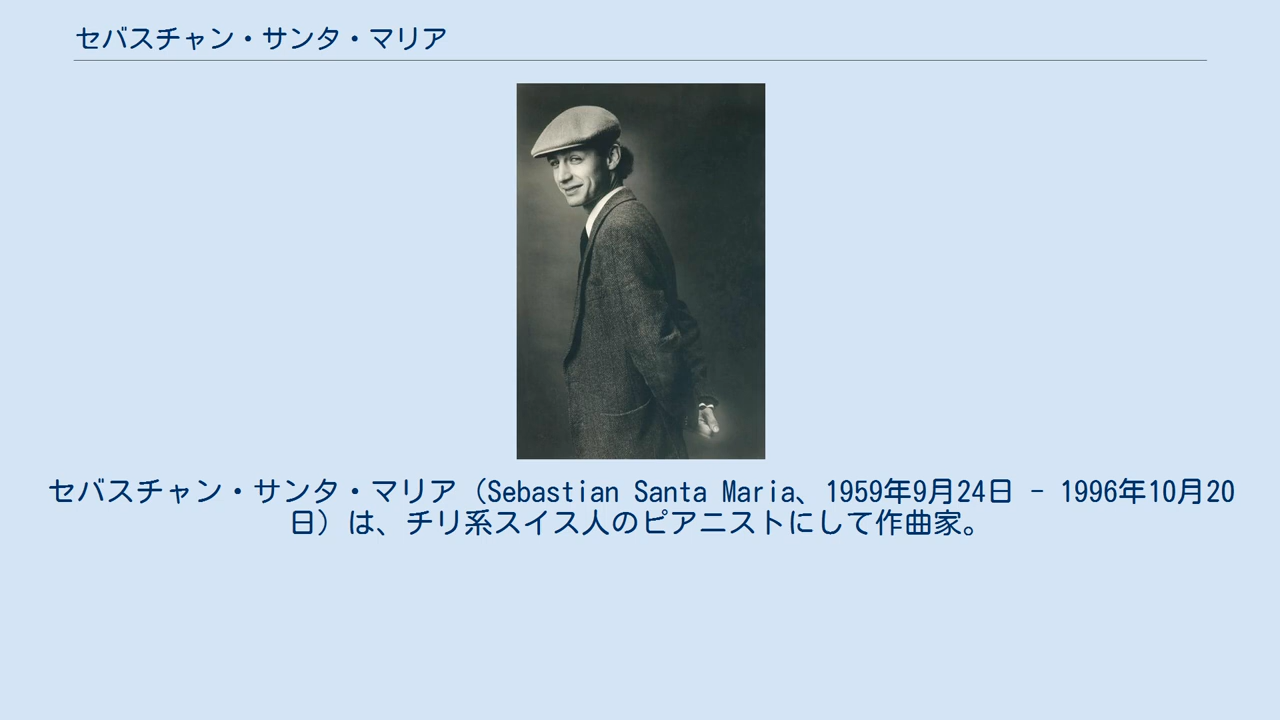 セバスチャン・サンタ・マリア
セバスチャン・サンタ・マリア（Sebastian Santa Maria、1959年9月24日 - 1996年10月20
日）は、チリ系スイス人のピアニストにして作曲家。